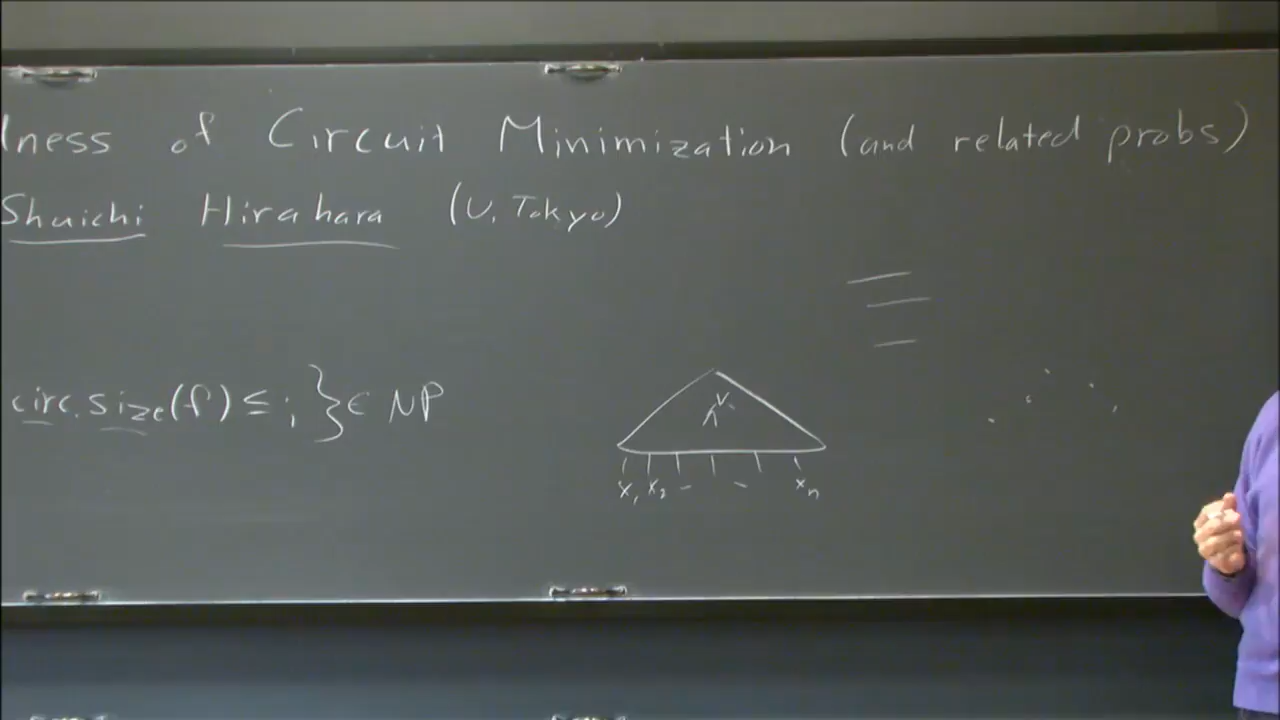 lness of Circuit Minimization (and related probs)
Shuichi Hirahara (U. Tokyo)
circ. size(f) ≤ i } ∈ NP
∧ ∨
x₁ x₂ - - xₙ